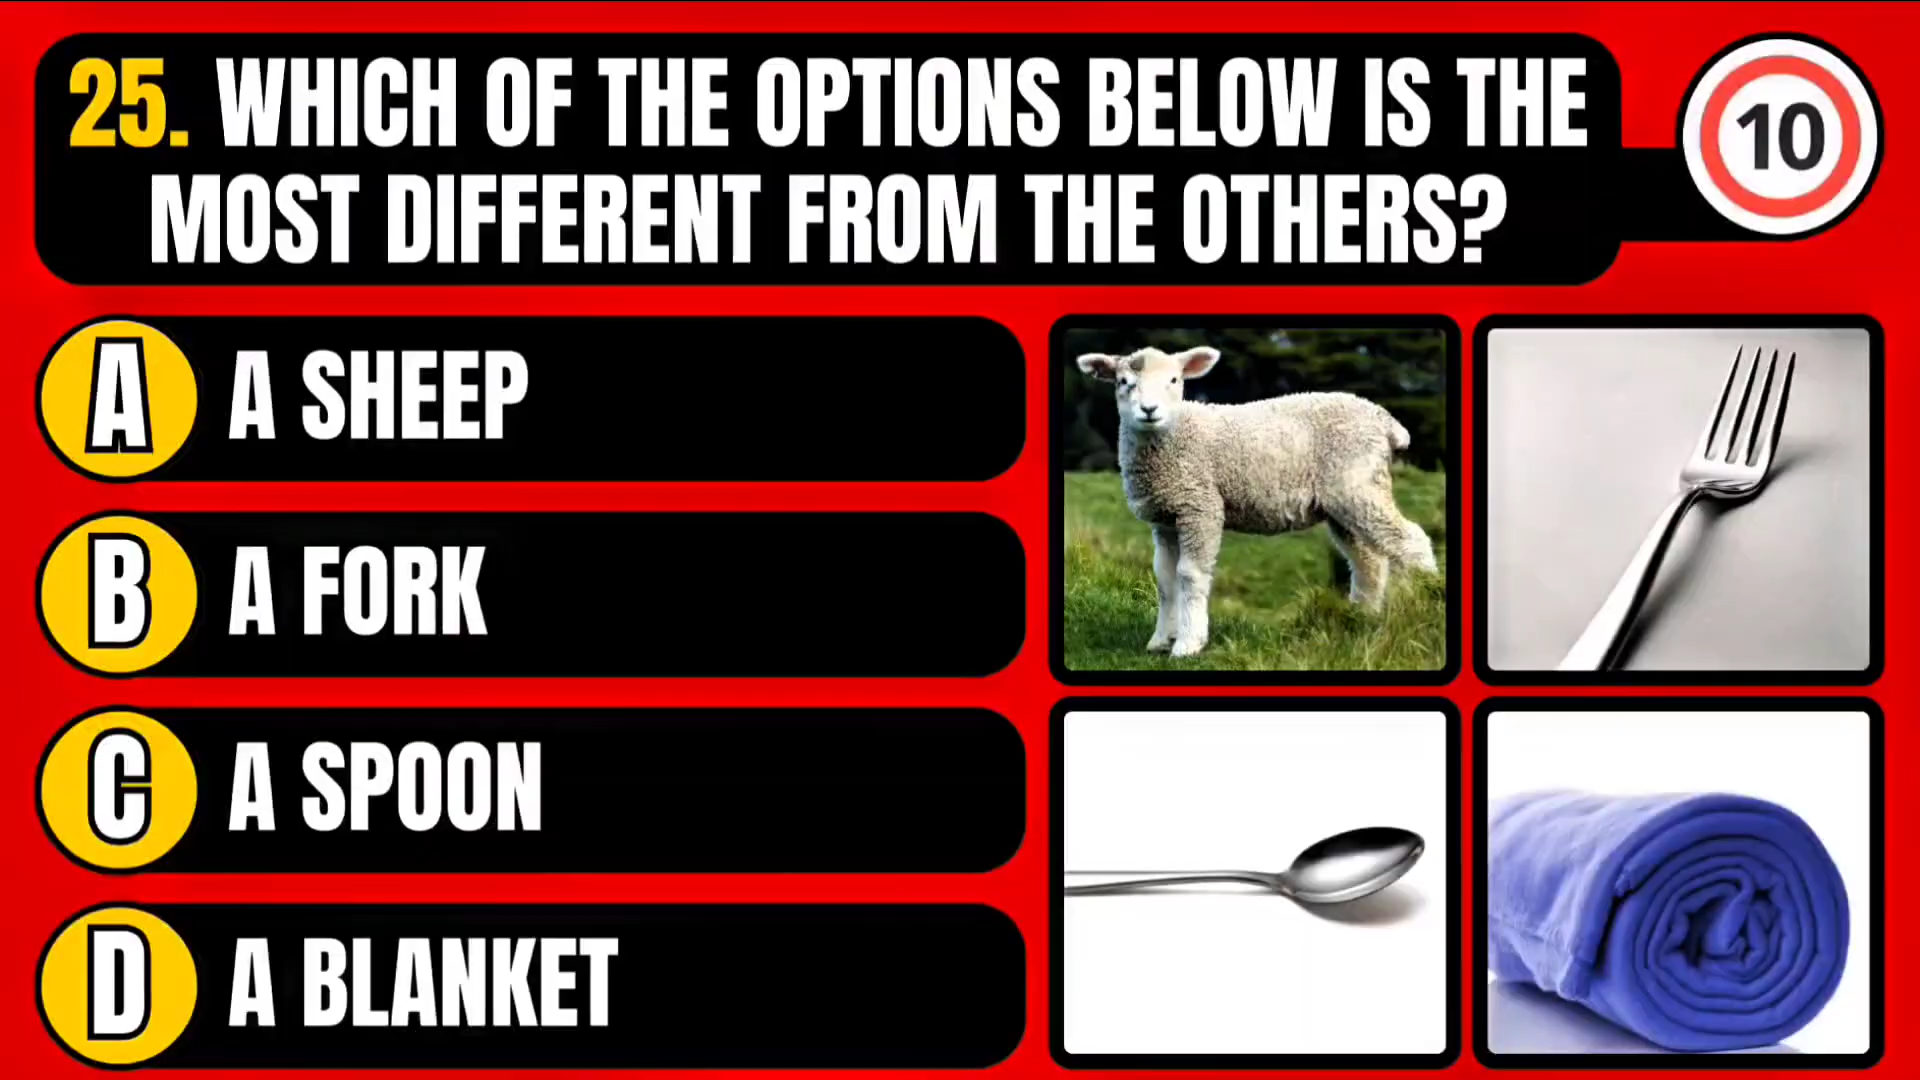 25. WHICH OF THE OPTIONS BELOW IS THE
MOST DIFFERENT FROM THE OTHERS?
10
A A SHEEP
B A FORK
C A SPOON
D A BLANKET